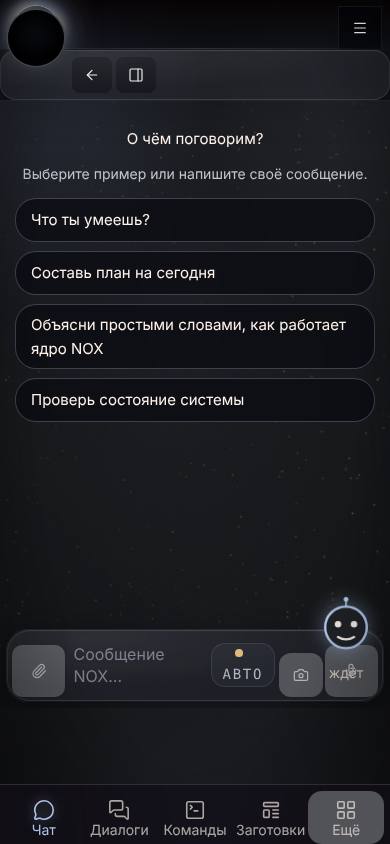 О чём поговорим?
Выберите пример или напишите своё сообщение.
Что ты умеешь?
Составь план на сегодня
Объясни простыми словами, как работает
ядро NOX
Проверь состояние системы
Сообщение
NOX...
АВТО
ждёт
Чат
Диалоги
Команды
Заготовки
Ещё